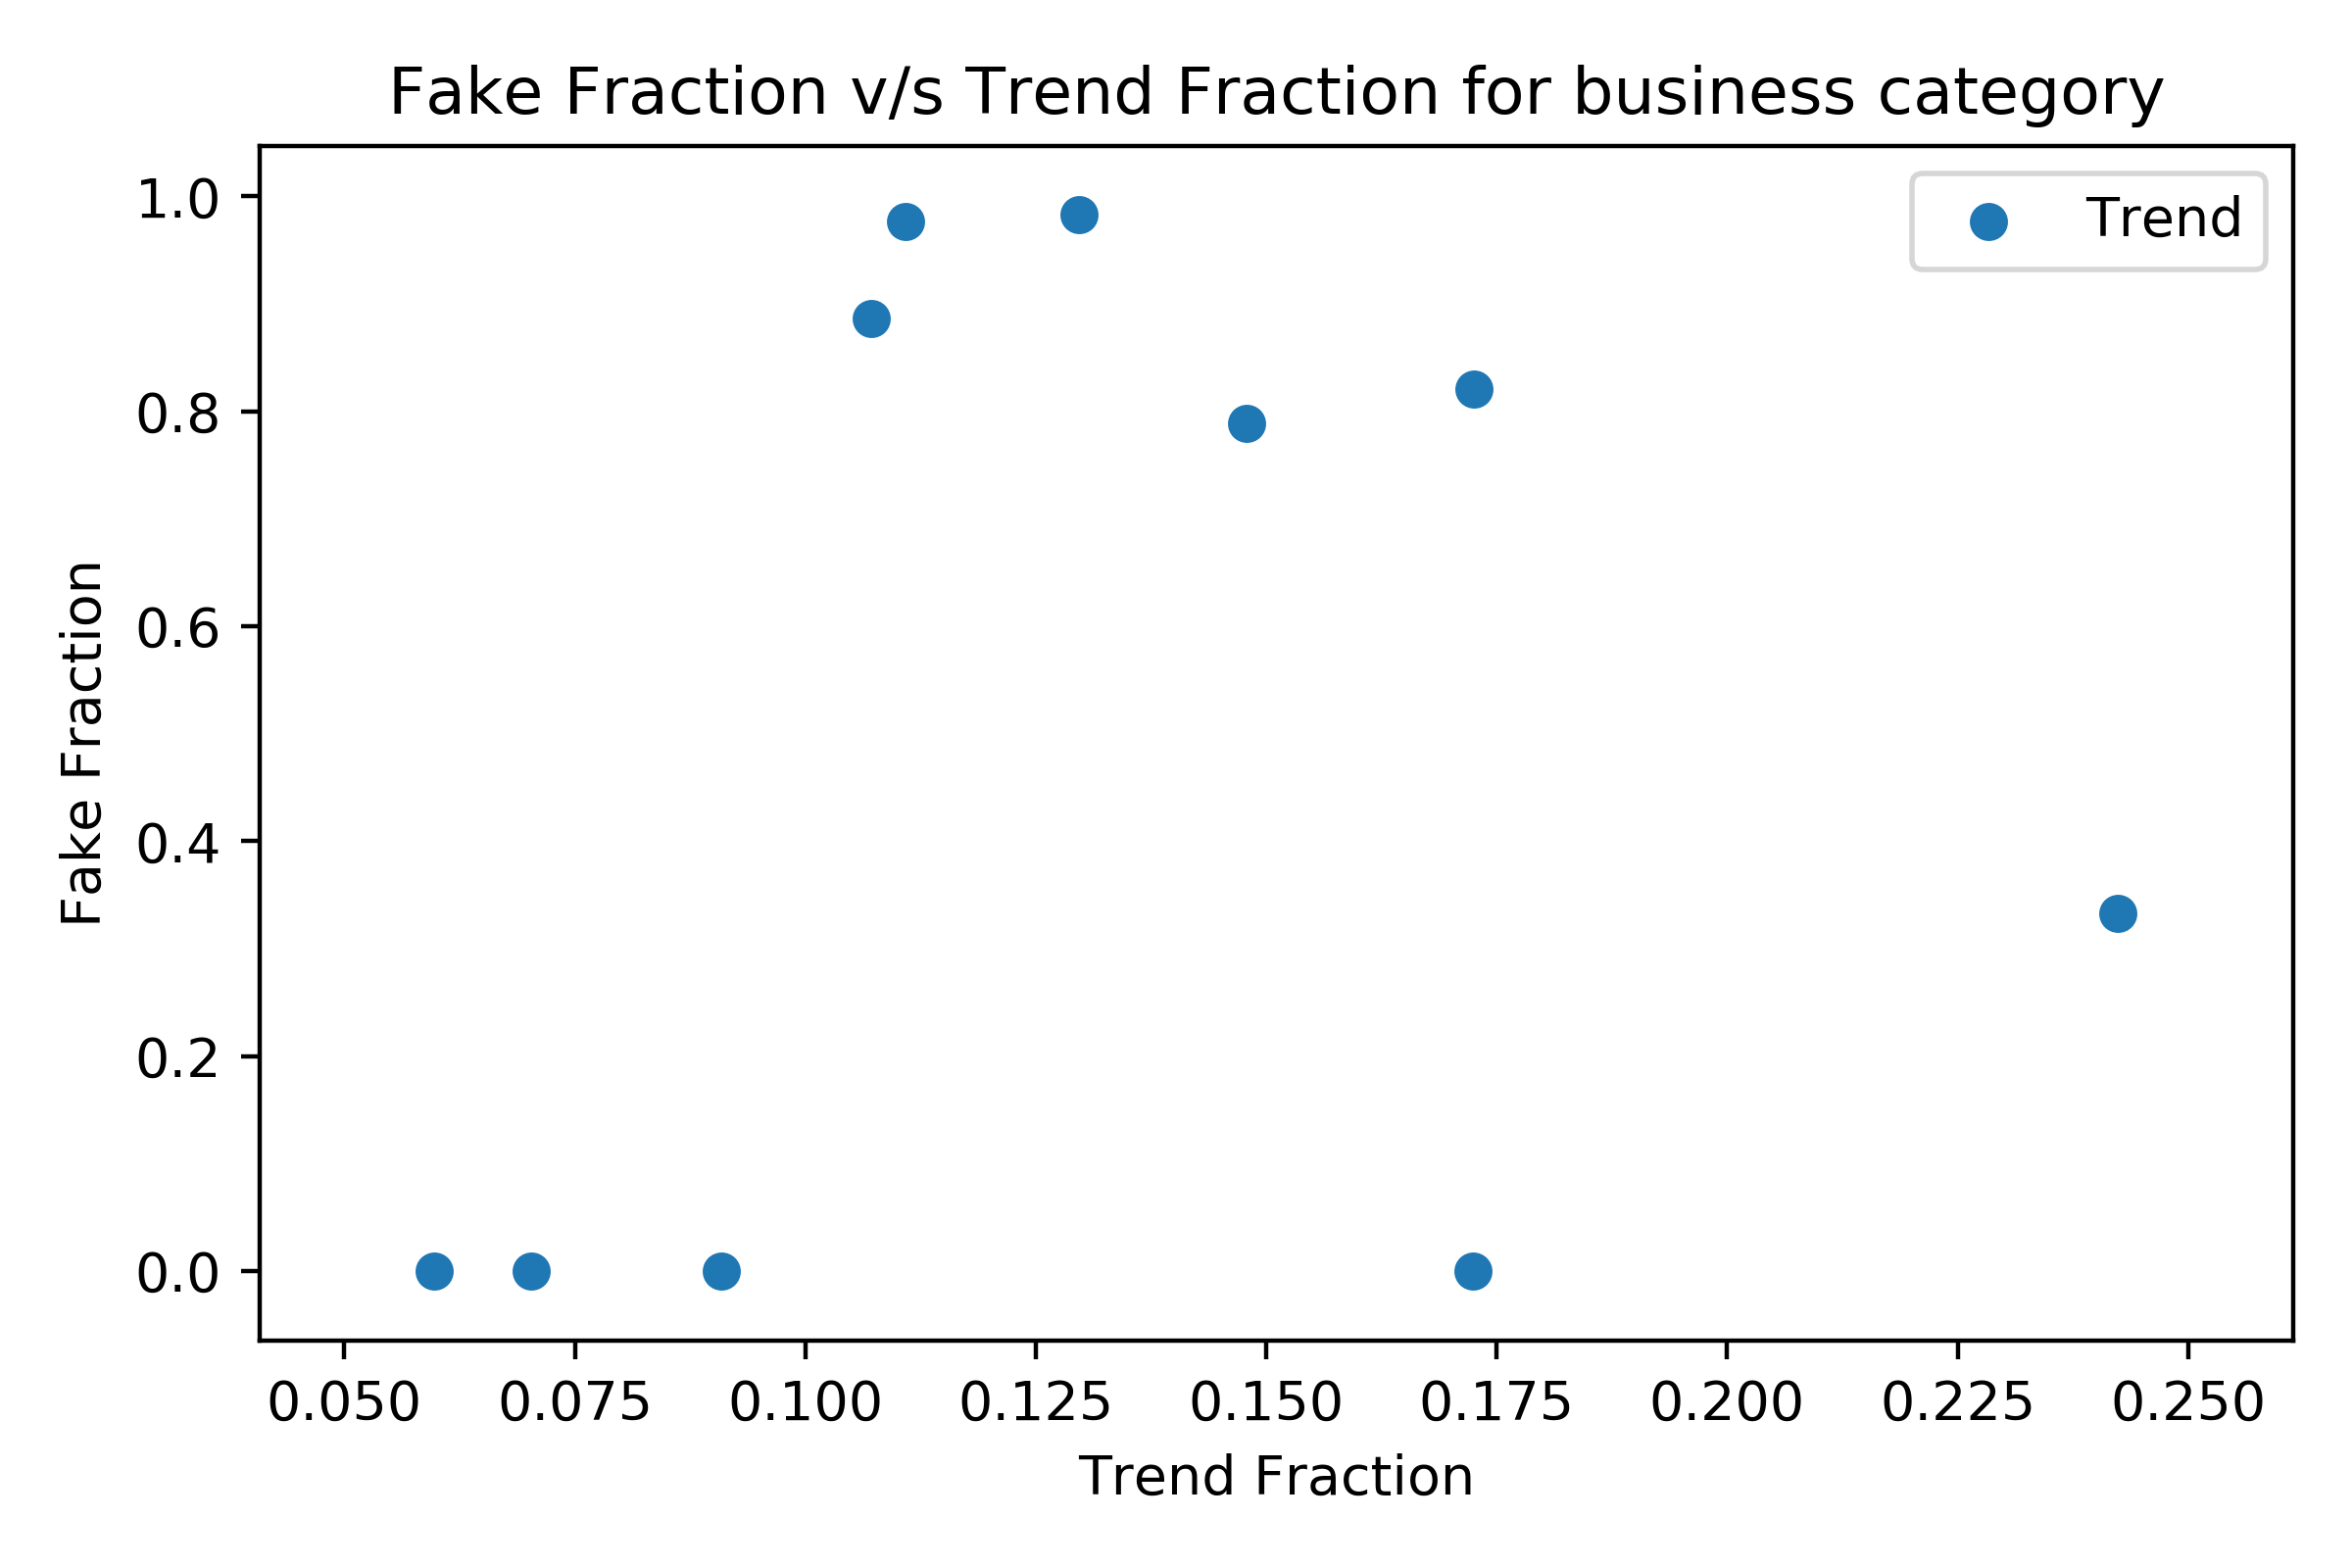 Fake Fraction v/s Trend Fraction for business category
Trend
Fake Fraction
1.0
0.8
0.6
0.4
0.2
0.0
0.050 0.075 0.100 0.125 0.150 0.175 0.200 0.225 0.250
Trend Fraction